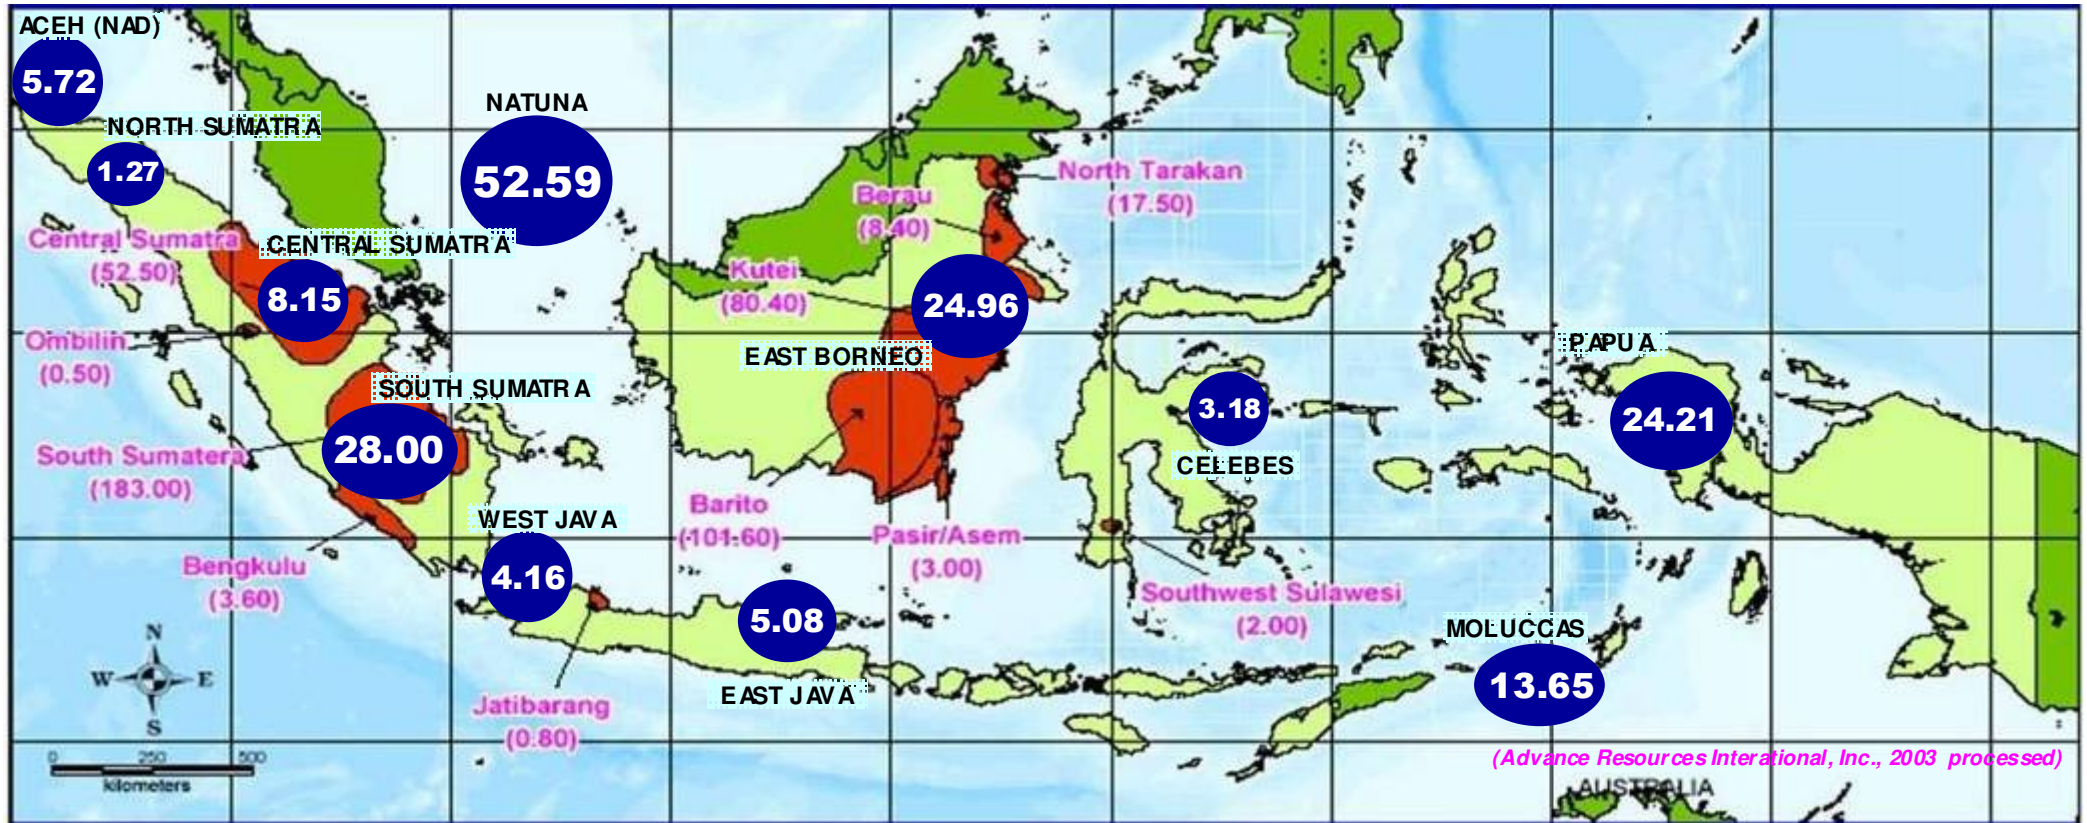 ACEH (NAD)
5.72
NORTH SUMATRA
1.27
NATUNA
52.59
Central Sumatra
(52.50)
CENTRAL SUMATRA
8.15
Ombilin
(0.50)
SOUTH SUMATRA
28.00
South Sumatera
(183.00)
Bengkulu
(3.60)
WEST JAVA
4.16
Jatibarang
(0.80)
5.08
EAST JAVA
North Tarakan
(17.50)
Berau
(8.40)
Kutei
(80.40)
24.96
EAST BORNEO
Barito
(101.60)
Pasir/Asem
(3.00)
3.18
CELEBES
Southwest Sulawesi
(2.00)
PAPUA
24.21
MOLUCCAS
13.65
N
W E
S
0 250 500
kilometers
(Advance Resources Interational, Inc., 2003 processed)
AUSTRALIA